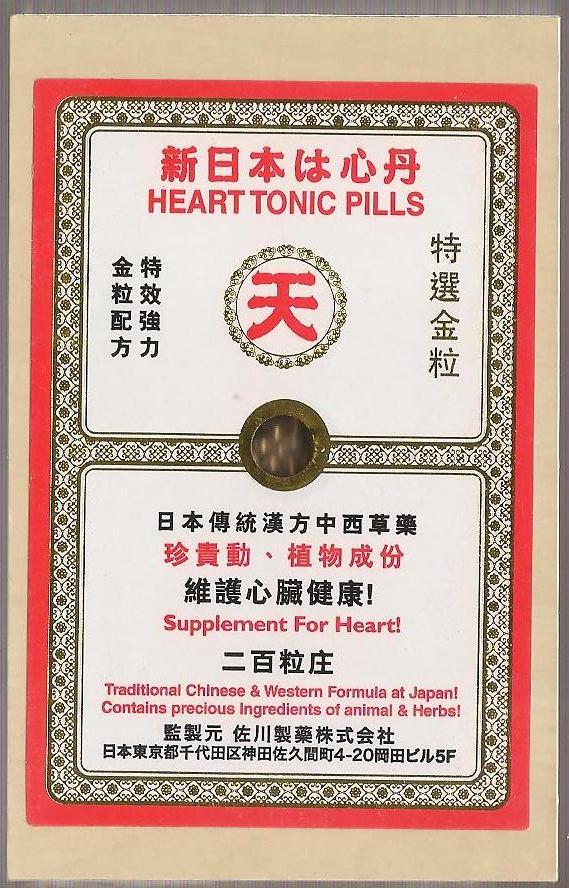 新日本は心丹
HEART TONIC PILLS
特選金粒
天
特效強力
金粒配方
日本傳統漢方中西草藥
珍貴動、植物成份
維護心臟健康!
Supplement For Heart!
二百粒庄
Traditional Chinese & Western Formula at Japan!
Contains precious Ingredients of animal & Herbs!
監製元 佐川製藥株式会社
日本東京都千代田区神田佐久間町4-20岡田ビル5F